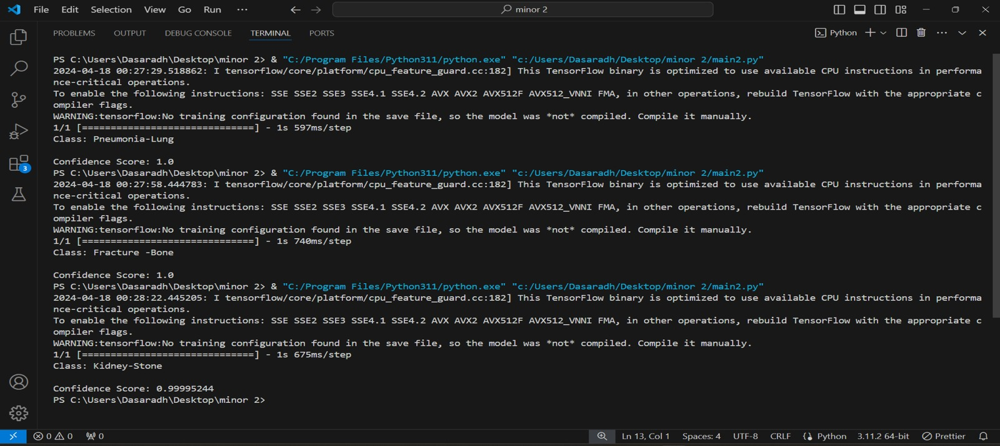 File Edit Selection View Go Run ··· minor 2
PROBLEMS OUTPUT DEBUG CONSOLE TERMINAL PORTS Python
PS C:\Users\Dasaradh\Desktop\minor 2> & "C:/Program Files/Python311/python.exe" "c:/Users/Dasaradh/Desktop/minor 2/main2.py"
2024-04-18 00:27:29.518862: I tensorflow/core/platform/cpu_feature_guard.cc:182] This TensorFlow binary is optimized to use available CPU instructions in performa
nce-critical operations.
To enable the following instructions: SSE SSE2 SSE3 SSE4.1 SSE4.2 AVX AVX2 AVX512F AVX512_VNNI FMA, in other operations, rebuild TensorFlow with the appropriate c
ompiler flags.
WARNING:tensorflow:No training configuration found in the save file, so the model was *not* compiled. Compile it manually.
1/1 [==============================] - 1s 597ms/step
Class: Pneumonia-Lung
Confidence Score: 1.0
PS C:\Users\Dasaradh\Desktop\minor 2> & "C:/Program Files/Python311/python.exe" "c:/Users/Dasaradh/Desktop/minor 2/main2.py"
2024-04-18 00:27:58.444783: I tensorflow/core/platform/cpu_feature_guard.cc:182] This TensorFlow binary is optimized to use available CPU instructions in performa
nce-critical operations.
To enable the following instructions: SSE SSE2 SSE3 SSE4.1 SSE4.2 AVX AVX2 AVX512F AVX512_VNNI FMA, in other operations, rebuild TensorFlow with the appropriate c
ompiler flags.
WARNING:tensorflow:No training configuration found in the save file, so the model was *not* compiled. Compile it manually.
1/1 [==============================] - 1s 740ms/step
Class: Fracture -Bone
Confidence Score: 1.0
PS C:\Users\Dasaradh\Desktop\minor 2> & "C:/Program Files/Python311/python.exe" "c:/Users/Dasaradh/Desktop/minor 2/main2.py"
2024-04-18 00:28:22.445205: I tensorflow/core/platform/cpu_feature_guard.cc:182] This TensorFlow binary is optimized to use available CPU instructions in performa
nce-critical operations.
To enable the following instructions: SSE SSE2 SSE3 SSE4.1 SSE4.2 AVX AVX2 AVX512F AVX512_VNNI FMA, in other operations, rebuild TensorFlow with the appropriate c
ompiler flags.
WARNING:tensorflow:No training configuration found in the save file, so the model was *not* compiled. Compile it manually.
1/1 [==============================] - 1s 675ms/step
Class: Kidney-Stone
Confidence Score: 0.99995244
PS C:\Users\Dasaradh\Desktop\minor 2>
3
0 0 0 Ln 13, Col 1 Spaces: 4 UTF-8 CRLF Python 3.11.2 64-bit Prettier